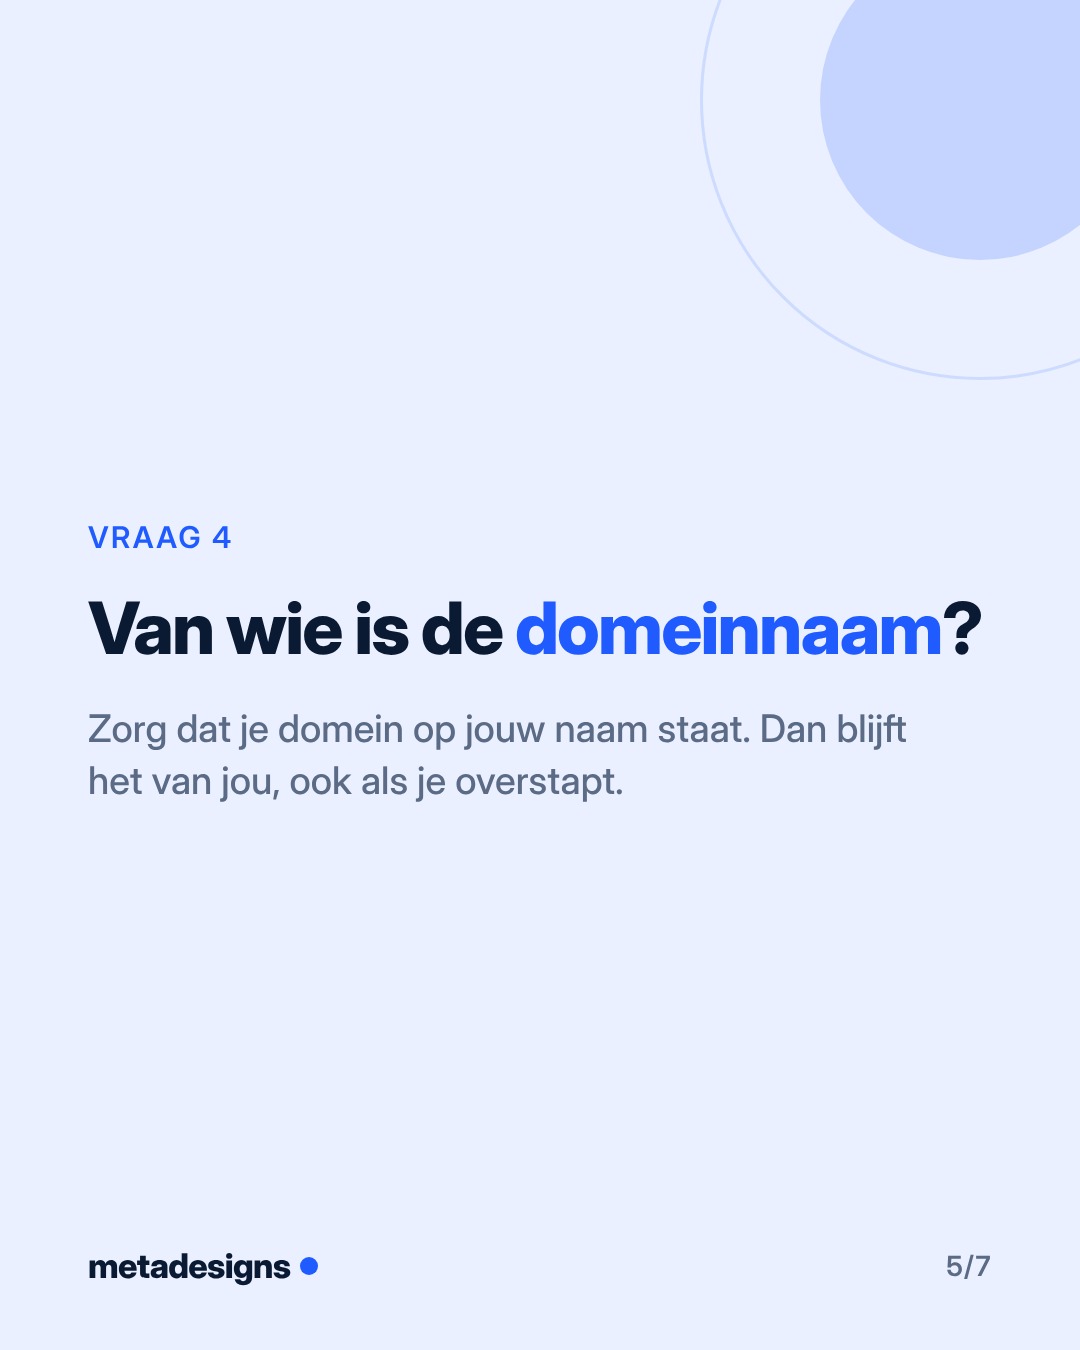 VRAAG 4
Van wie is de domeinnaam?
Zorg dat je domein op jouw naam staat. Dan blijft
het van jou, ook als je overstapt.
metadesigns
5/7